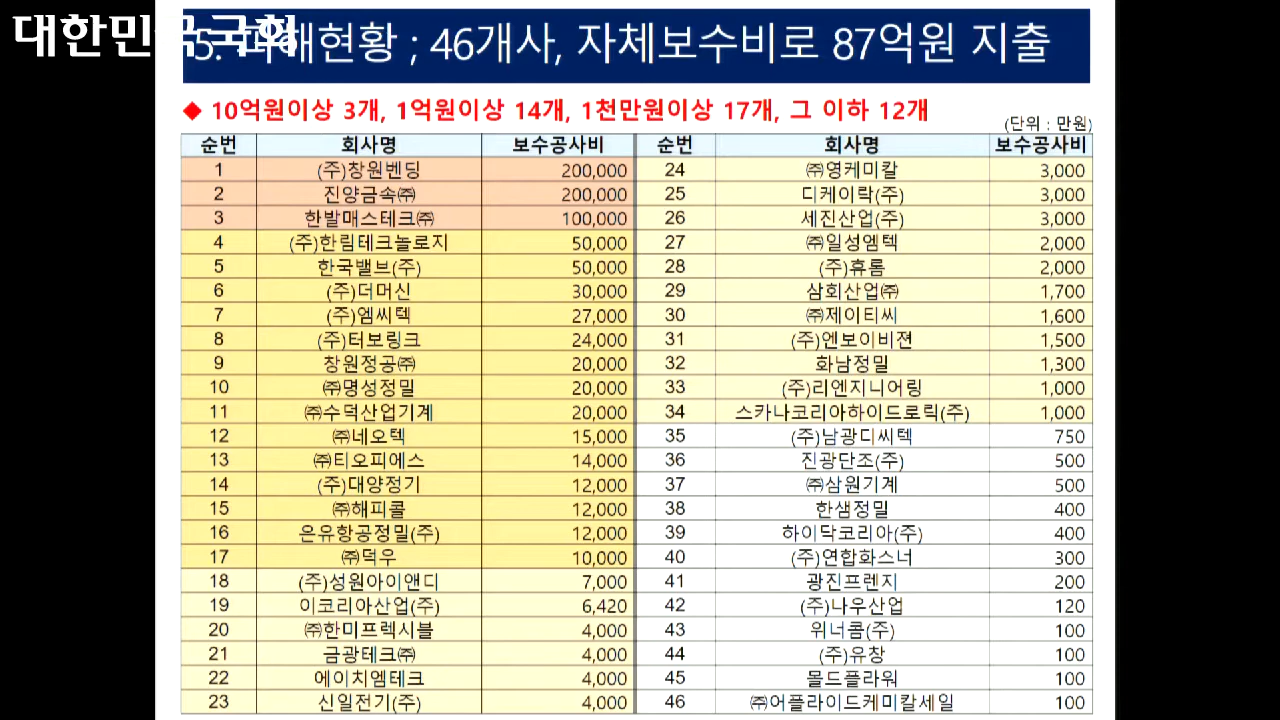 대한민국국회
5. 피해현황 ; 46개사, 자체보수비로 87억원 지출
◆ 10억원이상 3개, 1억원이상 14개, 1천만원이상 17개, 그 이하 12개
(단위 : 만원)
순번 회사명 보수공사비 순번 회사명 보수공사비
1 (주)창원벤딩 200,000 24 ㈜영케미칼 3,000
2 진양금속㈜ 200,000 25 디케이락(주) 3,000
3 한발매스테크㈜ 100,000 26 세진산업(주) 3,000
4 (주)한림테크놀로지 50,000 27 ㈜일성엠텍 2,000
5 한국밸브(주) 50,000 28 (주)휴롬 2,000
6 (주)더머신 30,000 29 삼회산업㈜ 1,700
7 (주)엠씨텍 27,000 30 ㈜제이티씨 1,600
8 (주)터보링크 24,000 31 (주)엔보이비젼 1,500
9 창원정공㈜ 20,000 32 화남정밀 1,300
10 ㈜명성정밀 20,000 33 (주)리엔지니어링 1,000
11 ㈜수덕산업기계 20,000 34 스카나코리아하이드로릭(주) 1,000
12 ㈜네오텍 15,000 35 (주)남광디씨텍 750
13 ㈜티오피에스 14,000 36 진광단조(주) 500
14 (주)대양정기 12,000 37 ㈜삼원기계 500
15 ㈜해피콜 12,000 38 한샘정밀 400
16 은유항공정밀(주) 12,000 39 하이닥코리아(주) 400
17 ㈜덕우 10,000 40 (주)연합화스너 300
18 (주)성원아이앤디 7,000 41 광진프렌지 200
19 이코리아산업(주) 6,420 42 (주)나우산업 120
20 ㈜한미프렉시블 4,000 43 위너콤(주) 100
21 금광테크㈜ 4,000 44 (주)유창 100
22 에이치엠테크 4,000 45 몰드플라워 100
23 신일전기(주) 4,000 46 ㈜어플라이드케미칼세일 100